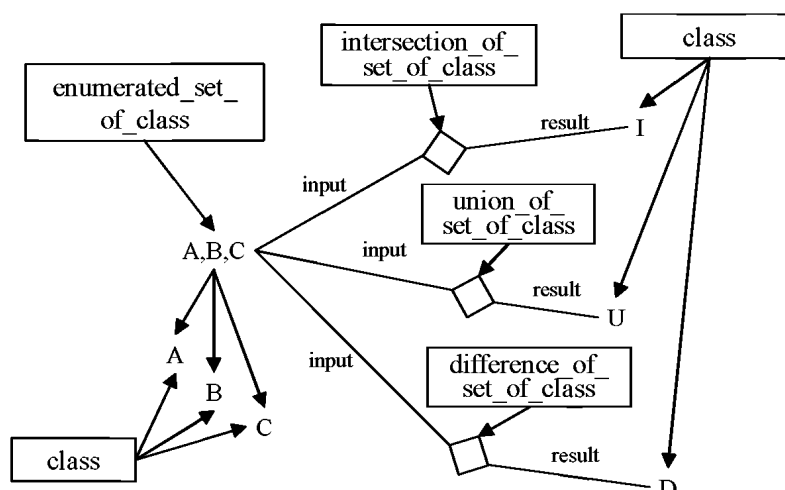 intersection_of_
set_of_class
class
enumerated_set_
of_class
result
I
input
union_of_
set_of_class
A,B,C
input
result
U
A
input
difference_of_
set_of_class
B
C
class
result
D